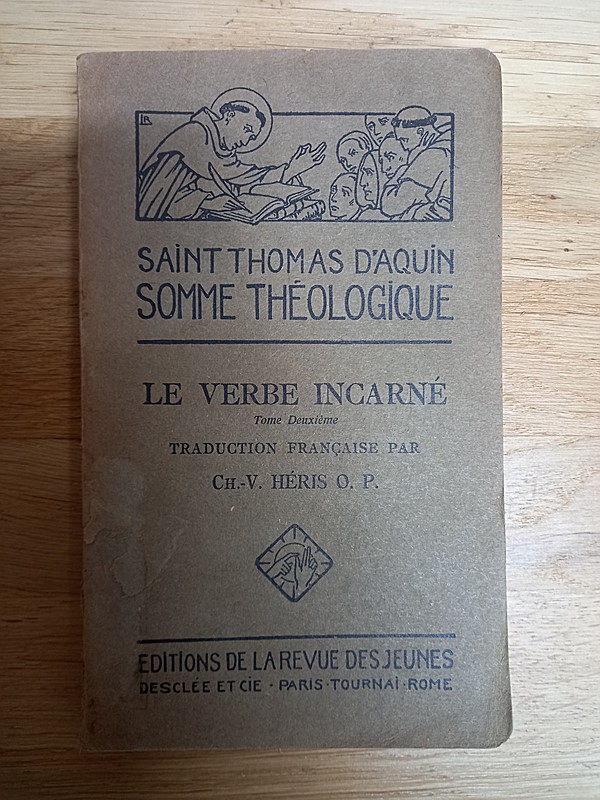 LR
SAINT THOMAS D'AQUIN
SOMME THÉOLOGIQUE
LE VERBE INCARNÉ
Tome Deuxième
TRADUCTION FRANÇAISE PAR
CH.-V. HÉRIS O. P.
EDITIONS DE LA REVUE DES JEUNES
DESCLÉE ET CIE · PARIS · TOURNAI · ROME